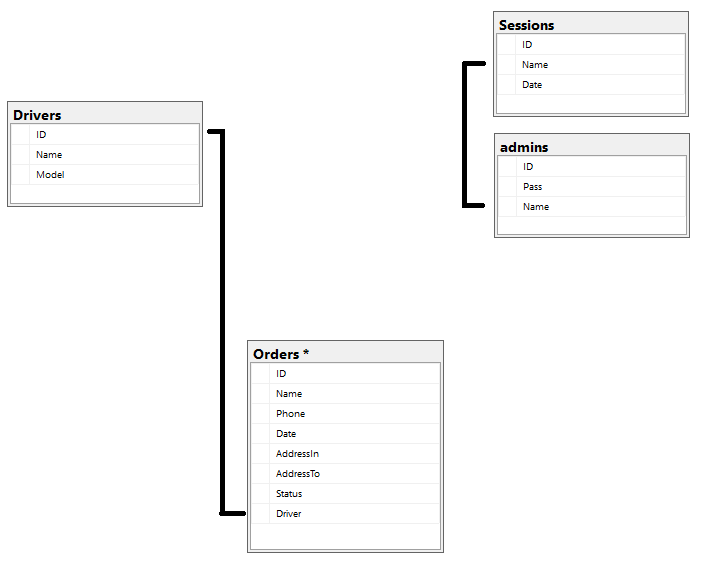 Sessions
ID
Name
Date
Drivers
ID
Name
Model
admins
ID
Pass
Name
Orders *
ID
Name
Phone
Date
AddressIn
AddressTo
Status
Driver